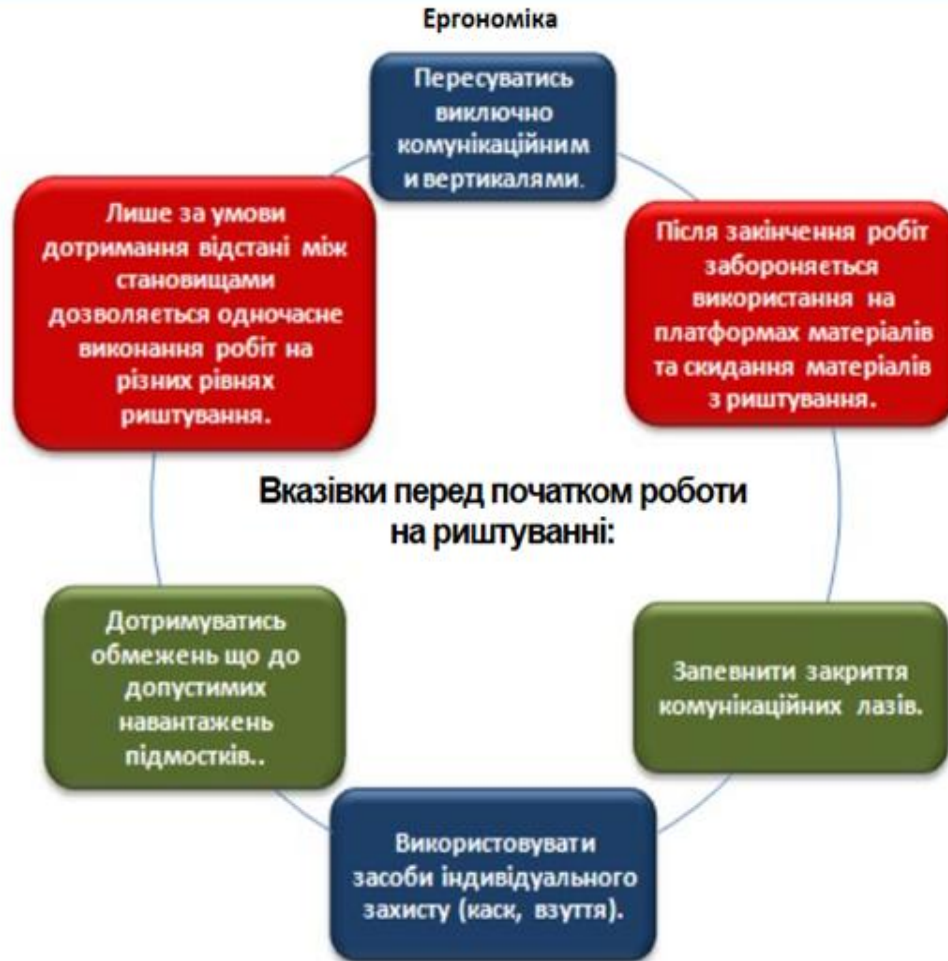 Ергономіка
Пересуватись
виключно
комунікаційним
и вертикалями.
Після закінчення робіт
забороняється
використання на
платформах матеріалів
та скидання матеріалів
з риштування.
Запевнити закриття
комунікаційних лазів.
Використовувати
засоби індивідуального
захисту (каск, взуття).
Дотримуватись
обмежень що до
допустимих
навантажень
підмостків..
Лише за умови
дотримання відстані між
становищами
дозволяється одночасне
виконання робіт на
різних рівнях
риштування.
Вказівки перед початком роботи
на риштуванні: